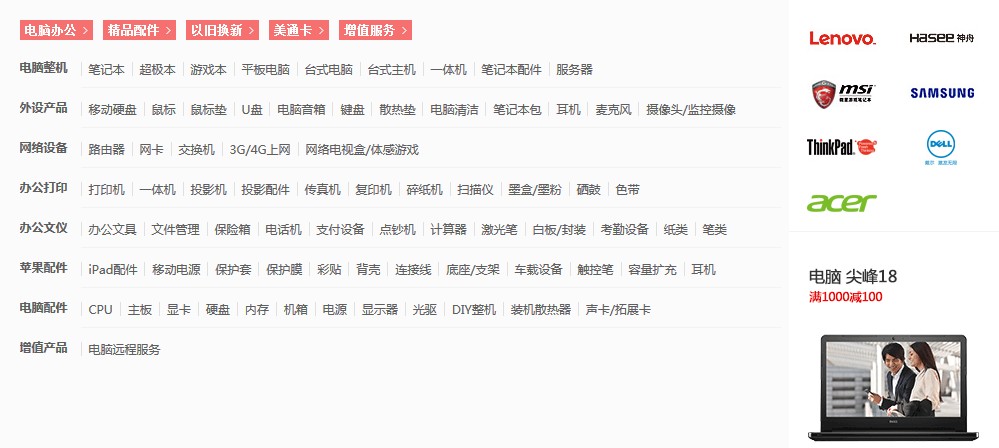 电脑办公 > 精品配件 > 以旧换新 > 美通卡 > 增值服务 >
电脑整机 笔记本 超极本 游戏本 平板电脑 台式电脑 台式主机 一体机 笔记本配件 服务器
外设产品 移动硬盘 鼠标 鼠标垫 U盘 电脑音箱 键盘 散热垫 电脑清洁 笔记本包 耳机 麦克风 摄像头/监控摄像
网络设备 路由器 网卡 交换机 3G/4G上网 网络电视盒/体感游戏
办公打印 打印机 一体机 投影机 投影配件 传真机 复印机 碎纸机 扫描仪 墨盒/墨粉 硒鼓 色带
办公文仪 办公文具 文件管理 保险箱 电话机 支付设备 点钞机 计算器 激光笔 白板/封装 考勤设备 纸类 笔类
苹果配件 iPad配件 移动电源 保护套 保护膜 彩贴 背壳 连接线 底座/支架 车载设备 触控笔 容量扩充 耳机
电脑配件 CPU 主板 显卡 硬盘 内存 机箱 电源 显示器 光驱 DIY整机 装机散热器 声卡/拓展卡
增值产品 电脑远程服务
Lenovo. Hasee 神舟
msi SAMSUNG
ThinkPad. DELL
acer
电脑 尖峰18
满1000减100